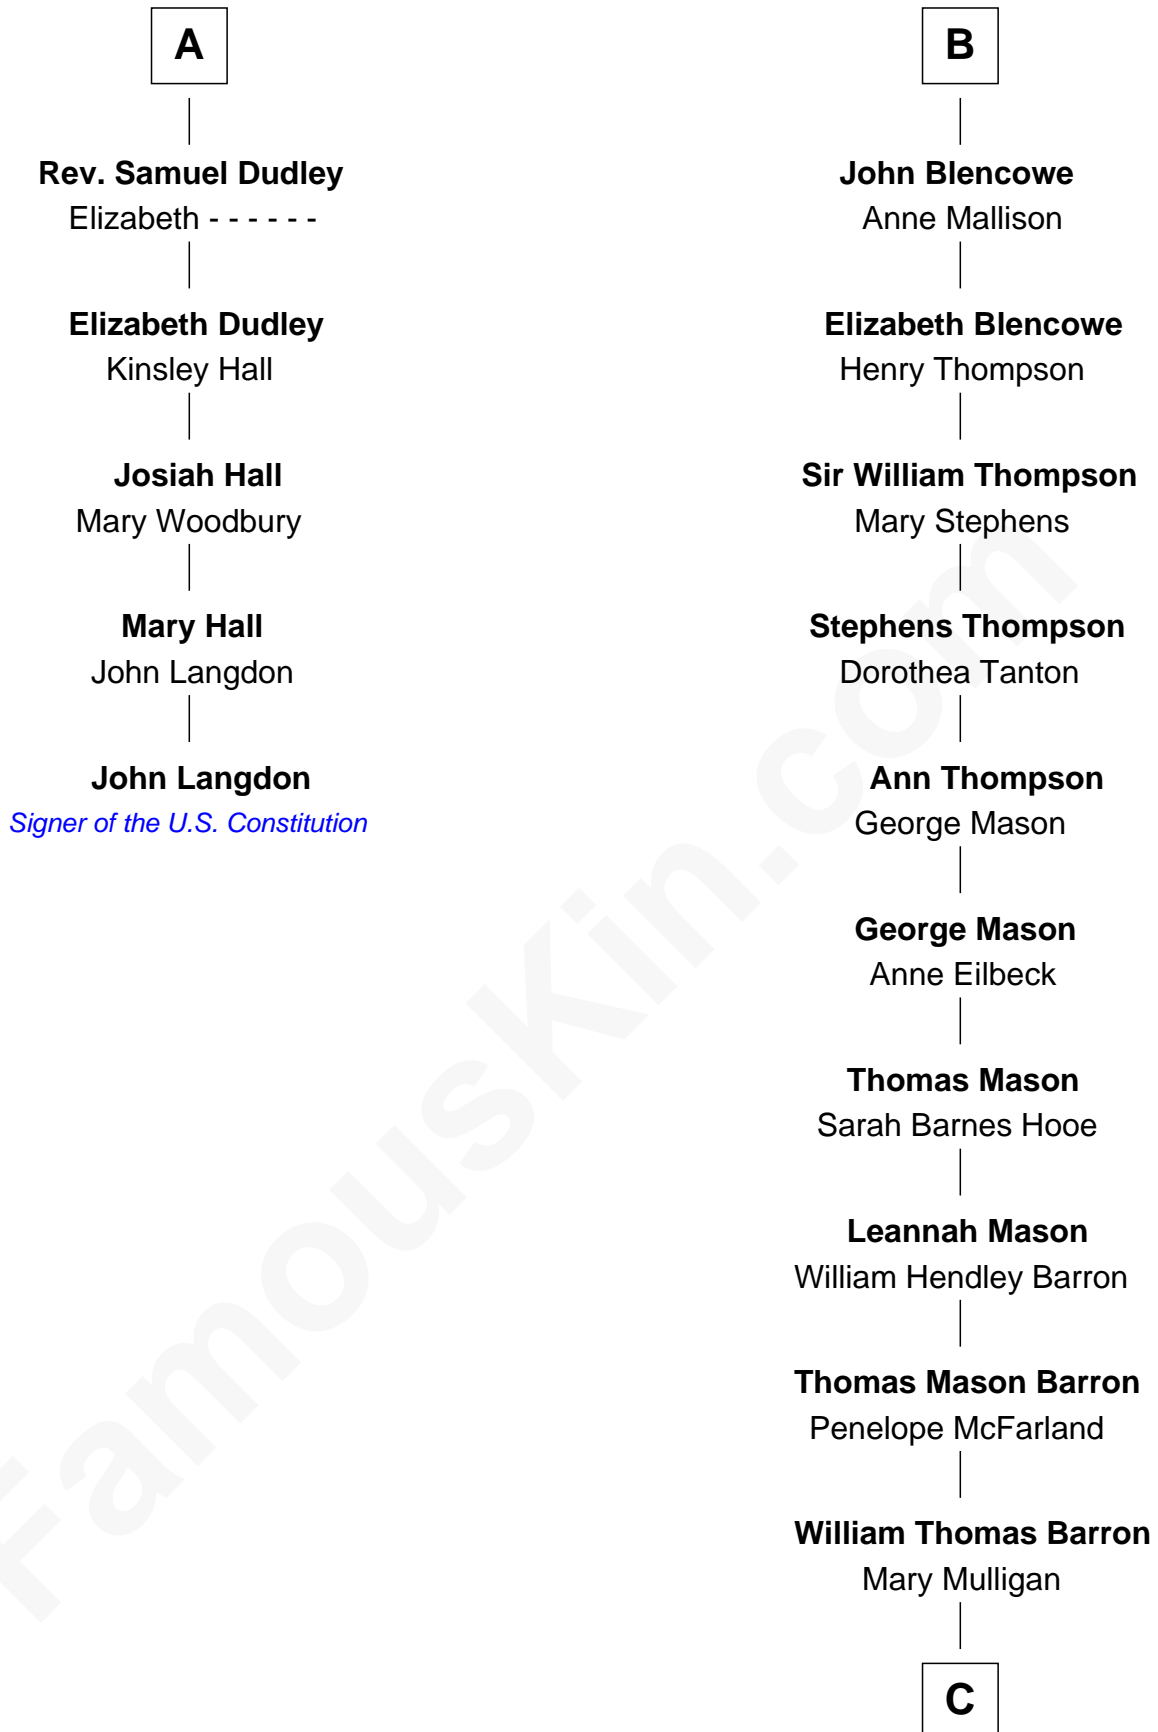 A
Rev. Samuel Dudley
Elizabeth - - - - - -
Elizabeth Dudley
Kinsley Hall
Josiah Hall
Mary Woodbury
Mary Hall
John Langdon
John Langdon
Signer of the U.S. Constitution
B
John Blencowe
Anne Mallison
Elizabeth Blencowe
Henry Thompson
Sir William Thompson
Mary Stephens
Stephens Thompson
Dorothea Tanton
Ann Thompson
George Mason
George Mason
Anne Eilbeck
Thomas Mason
Sarah Barnes Hooe
Leannah Mason
William Hendley Barron
Thomas Mason Barron
Penelope McFarland
William Thomas Barron
Mary Mulligan
C
FamousKin.com